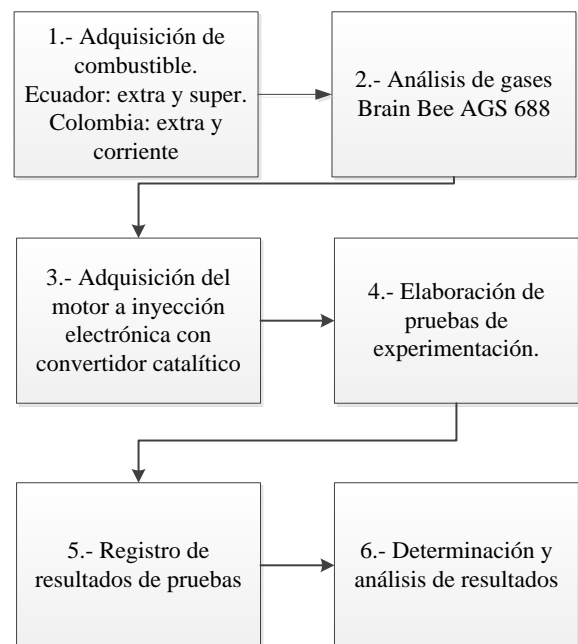 1.- Adquisición de
combustible.
Ecuador: extra y super.
Colombia: extra y
corriente
2.- Análisis de gases
Brain Bee AGS 688
3.- Adquisición del
motor a inyección
electrónica con
convertidor catalítico
4.- Elaboración de
pruebas de
experimentación.
5.- Registro de
resultados de pruebas
6.- Determinación y
análisis de resultados